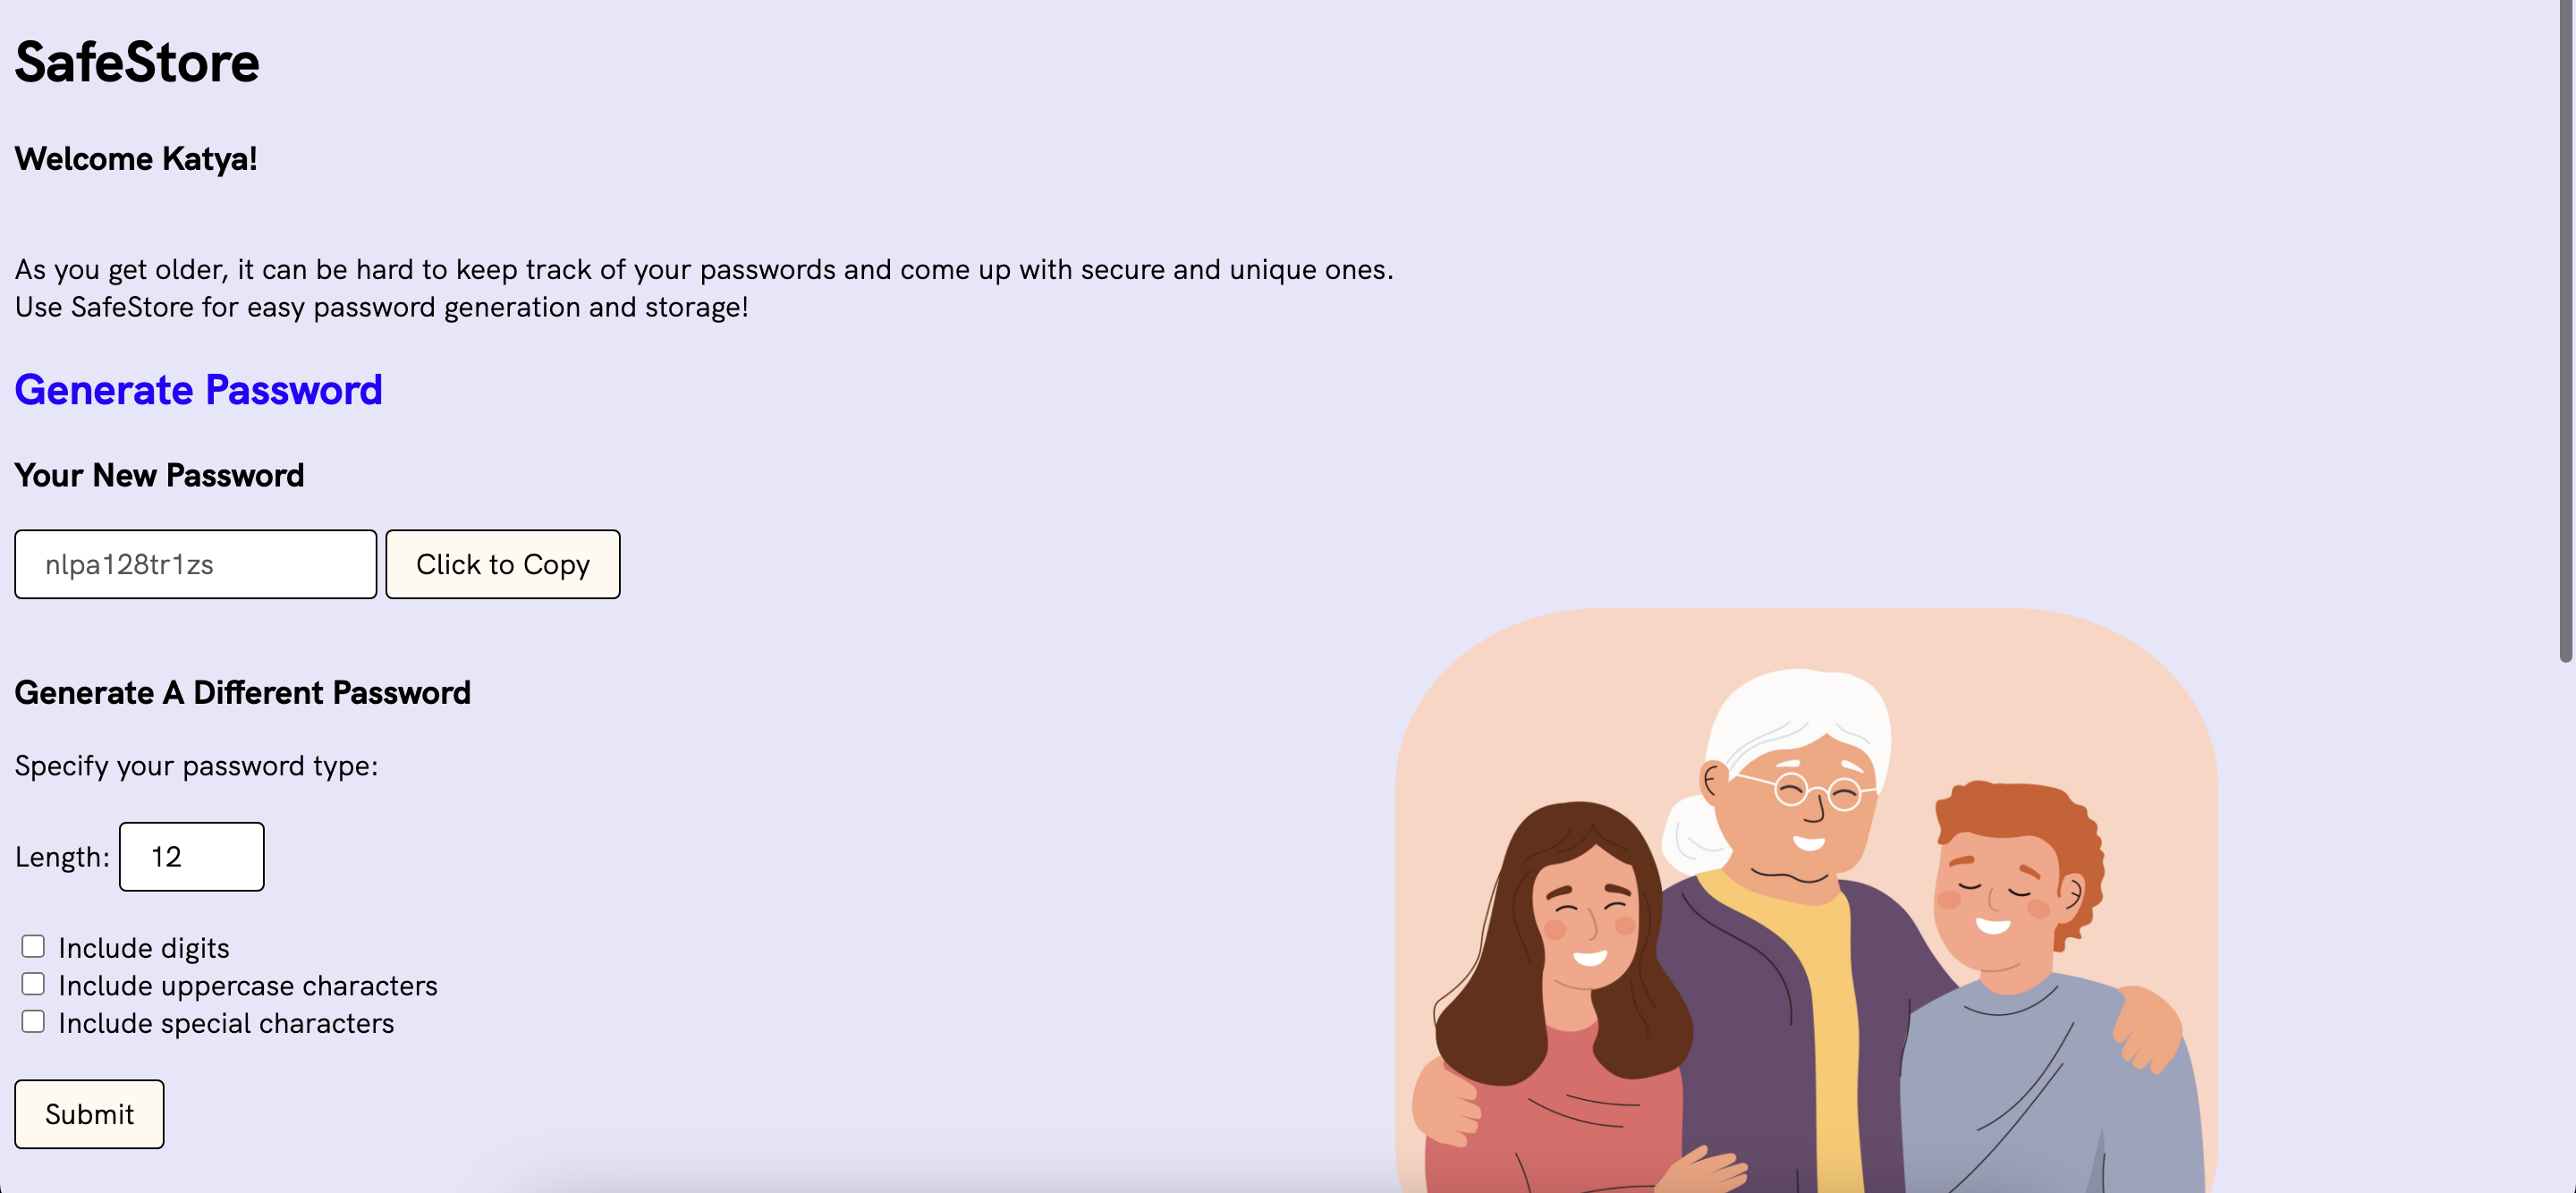 SafeStore
Welcome Katya!
As you get older, it can be hard to keep track of your passwords and come up with secure and unique ones.
Use SafeStore for easy password generation and storage!
Generate Password
Your New Password
nlpa128tr1zs
Click to Copy
Generate A Different Password
Specify your password type:
Length: 12
Include digits
Include uppercase characters
Include special characters
Submit